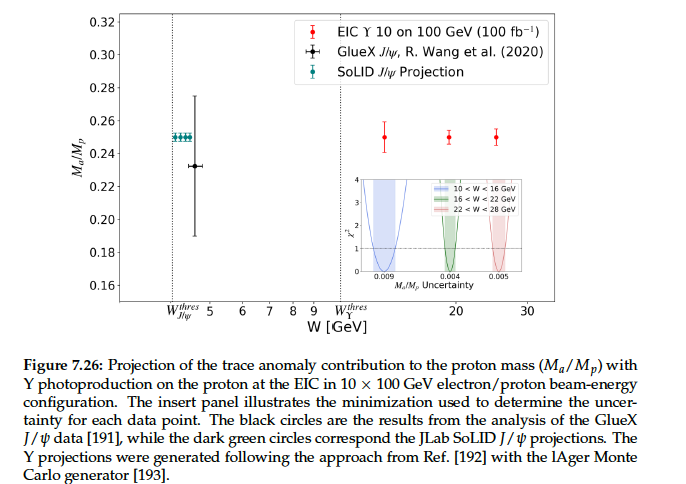 0.32
0.30
0.28
0.26
0.24
0.22
0.20
0.18
0.16
M_a/M_p
EIC ϒ 10 on 100 GeV (100 fb⁻¹)
GlueX J/ψ, R. Wang et al. (2020)
SoLID J/ψ Projection
4
3
2
1
0
χ²
10 < W < 16 GeV
16 < W < 22 GeV
22 < W < 28 GeV
0.009 0.004 0.005
M_a/M_p Uncertainty
W_{J/ψ}^{thres} 5 6 7 8 9 W_ϒ^{thres} 20 30
W [GeV]
Figure 7.26: Projection of the trace anomaly contribution to the proton mass (M_a/M_p) with
ϒ photoproduction on the proton at the EIC in 10 × 100 GeV electron/proton beam-energy
configuration. The insert panel illustrates the minimization used to determine the uncer-
tainty for each data point. The black circles are the results from the analysis of the GlueX
J/ψ data [191], while the dark green circles correspond the JLab SoLID J/ψ projections. The
ϒ projections were generated following the approach from Ref. [192] with the lAger Monte
Carlo generator [193].